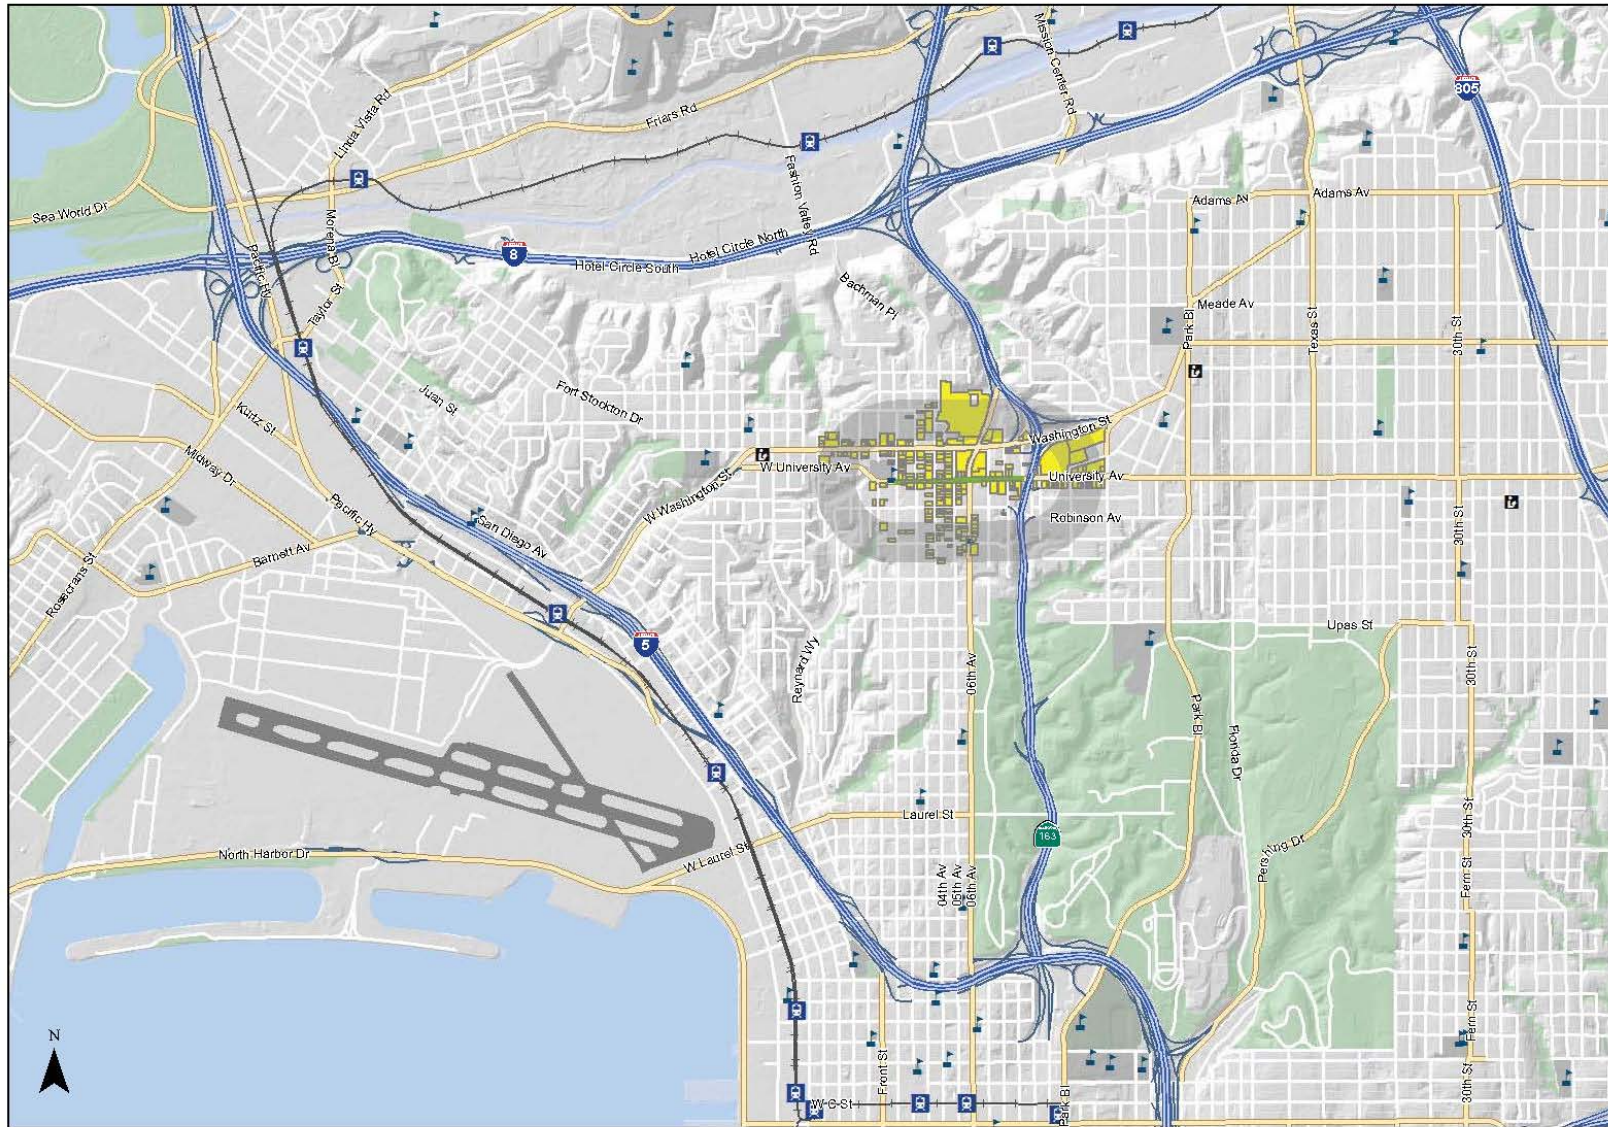 Mission Center Rd
805
Linda Vista Rd
Friars Rd
Fashion Valley Rd
Adams Av
Adams Av
Sea World Dr
Morena Bl
Pacific Hy
8
Hotel Circle North
Hotel Circle South
Bachman Pl
Meade Av
Taylor St
Park Bl
Texas St
30th St
Juan St
Fort Stockton Dr
Kurtz St
Washington St
Midway Dr
W University Av
University Av
W Washington St
Pacific Hy
San Diego Av
Robinson Av
30th St
Barnett Av
Rosecrans St
5
Upas St
Reynard Wy
06th Av
30th St
Park Bl
Florida Dr
Laurel St
163
30th St
North Harbor Dr
W Laurel St
Pershing Dr
04th Av
05th Av
06th Av
Fern St
N
Fern St
Front St
30th St
W C St
Park Bl